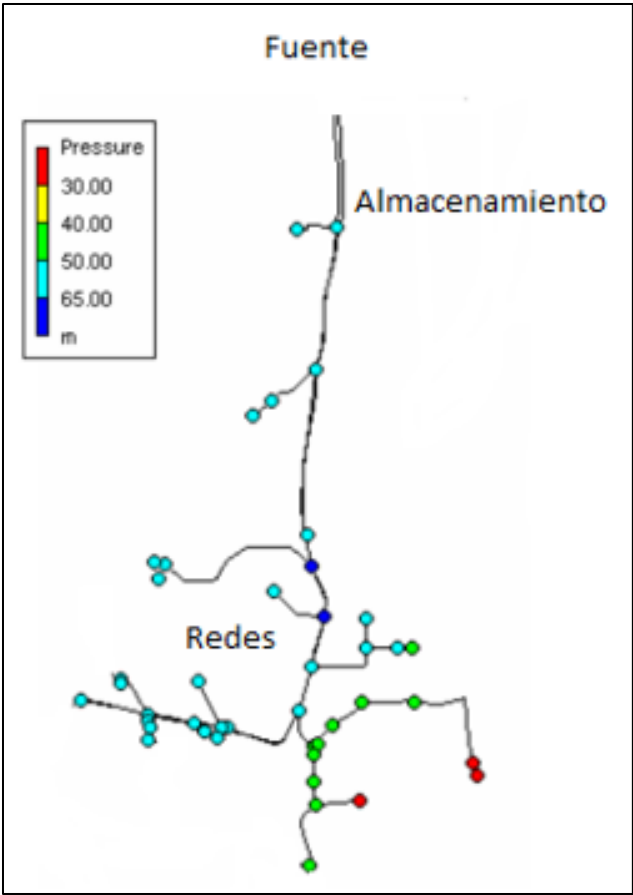 Fuente
Pressure
30.00
40.00
50.00
65.00
m
Almacenamiento
Redes